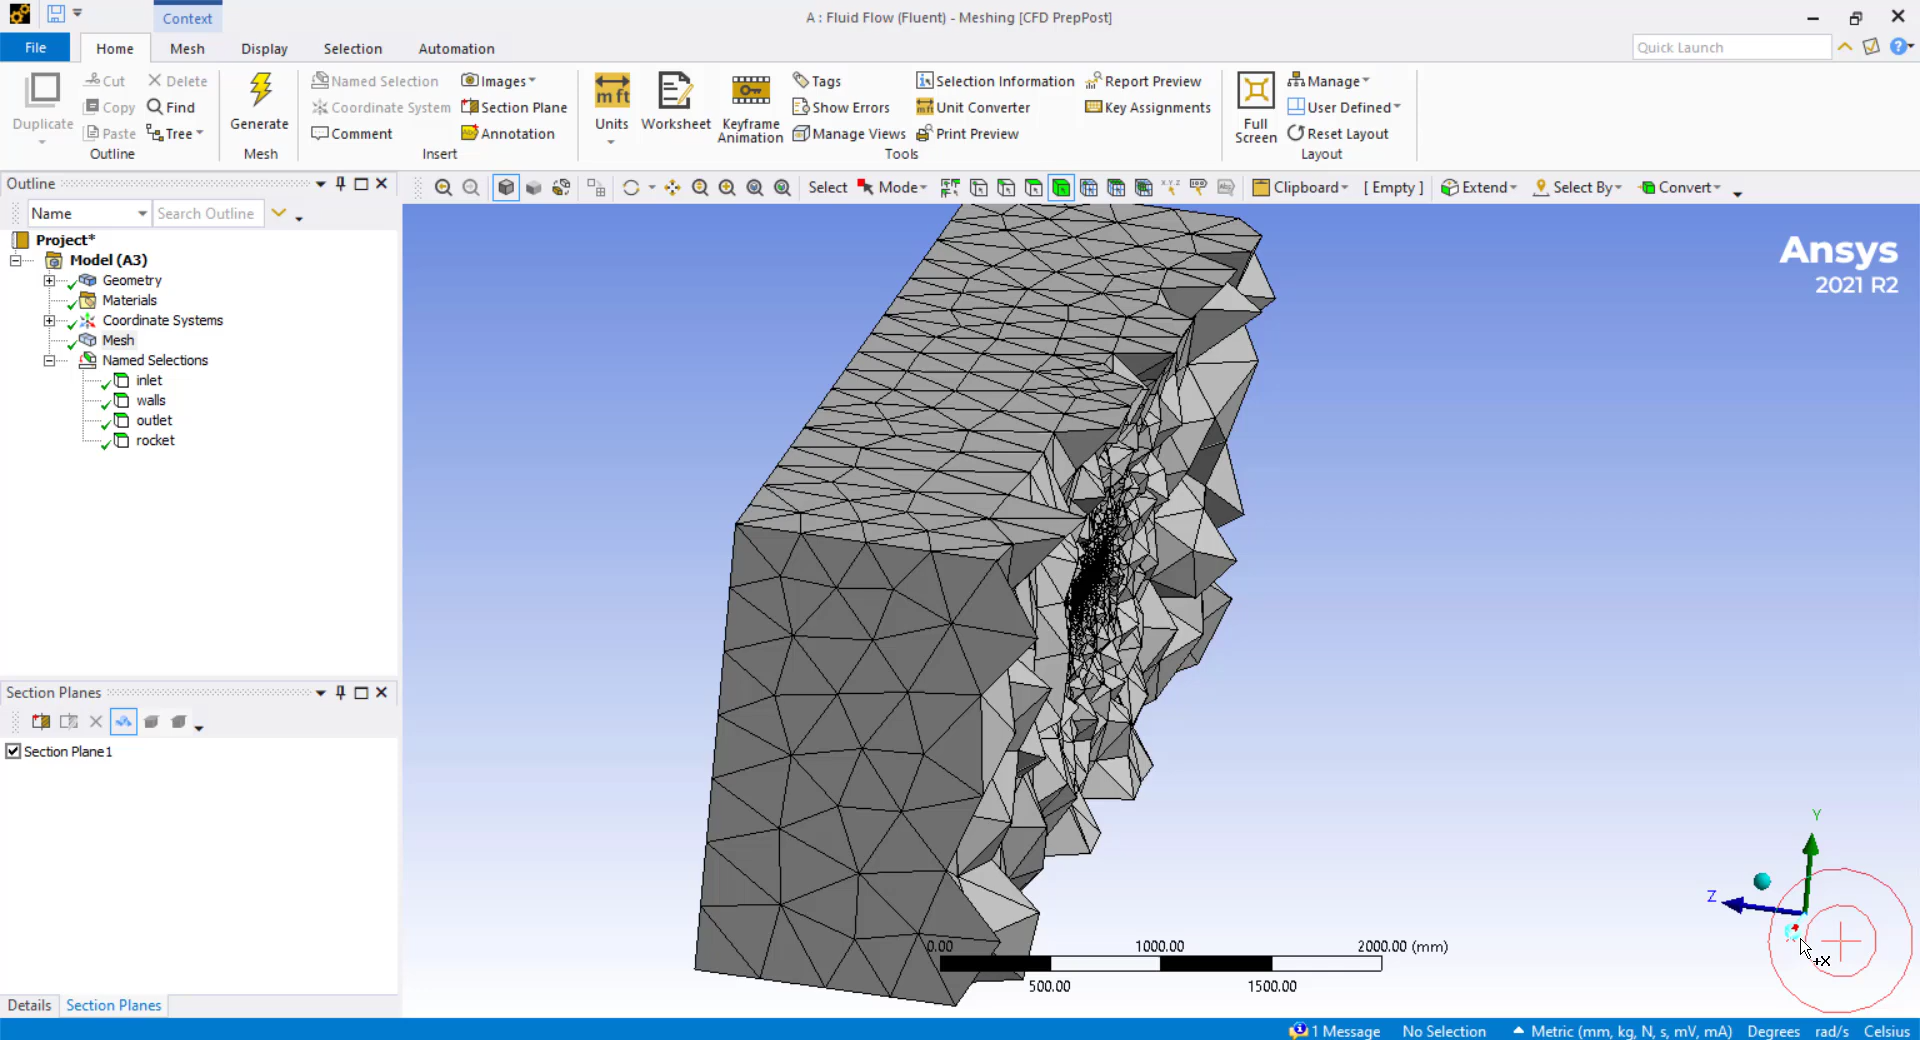 Context
A : Fluid Flow (Fluent) - Meshing [CFD PrepPost]
File Home Mesh Display Selection Automation
Quick Launch
Duplicate
Cut
Copy
Paste
Delete
Find
Tree
Outline
Generate
Mesh
Named Selection
Coordinate System
Comment
Images
Section Plane
Annotation
Insert
m ft
Units
Worksheet
Keyframe
Animation
Tags
Show Errors
Manage Views
Selection Information
Unit Converter
Print Preview
Report Preview
Key Assignments
Tools
Full
Screen
Manage
User Defined
Reset Layout
Layout
Outline
Select Mode Clipboard [ Empty ] Extend Select By Convert
Name Search Outline
Project*
Model (A3)
Geometry
Materials
Coordinate Systems
Mesh
Named Selections
inlet
walls
outlet
rocket
Section Planes
Section Plane1
Details Section Planes
Ansys
2021 R2
Y
Z
+X
0.00 1000.00 2000.00 (mm)
500.00 1500.00
1 Message No Selection Metric (mm, kg, N, s, mV, mA) Degrees rad/s Celsius